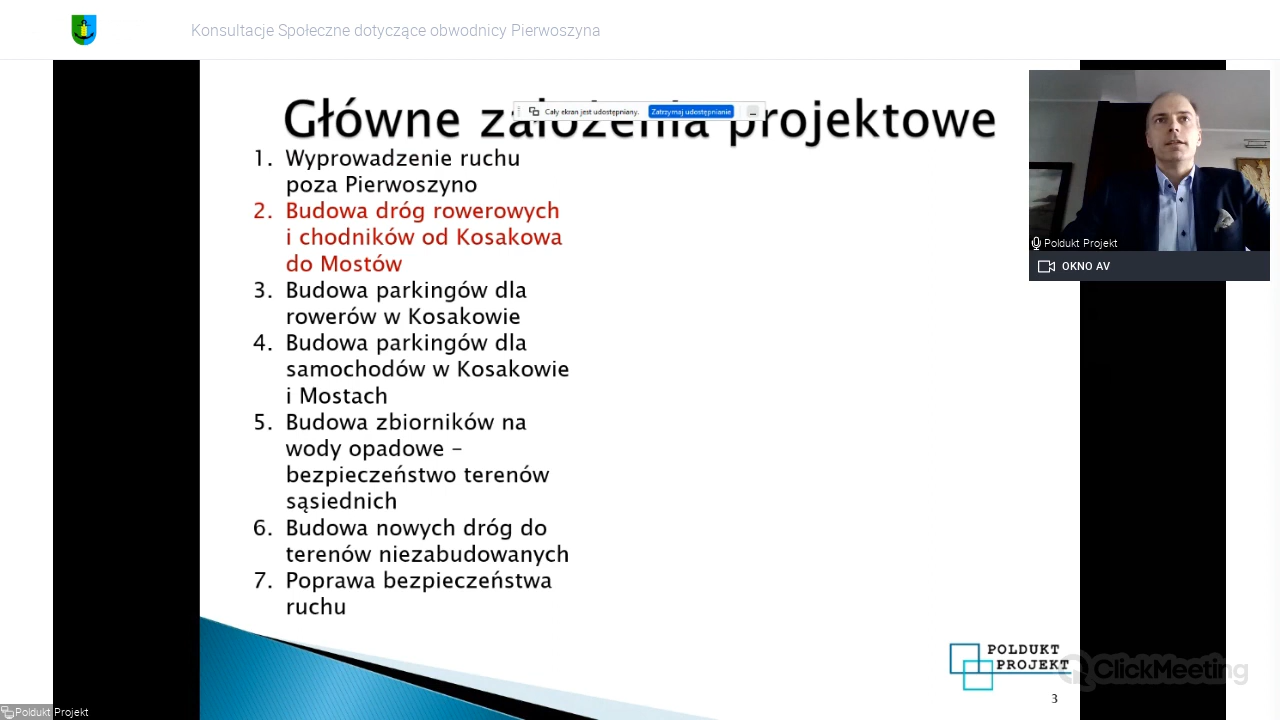 Konsultacje Społeczne dotyczące obwodnicy Pierwoszyna
Główne założenia projektowe
Cały ekran jest udostępniany.
Zatrzymaj udostępnianie
1. Wyprowadzenie ruchu
poza Pierwoszyno
2. Budowa dróg rowerowych
i chodników od Kosakowa
do Mostów
3. Budowa parkingów dla
rowerów w Kosakowie
4. Budowa parkingów dla
samochodów w Kosakowie
i Mostach
5. Budowa zbiorników na
wody opadowe –
bezpieczeństwo terenów
sąsiednich
6. Budowa nowych dróg do
terenów niezabudowanych
7. Poprawa bezpieczeństwa
ruchu
Poldukt Projekt
OKNO AV
POLDUKT
PROJEKT
ClickMeeting
3
Poldukt Projekt